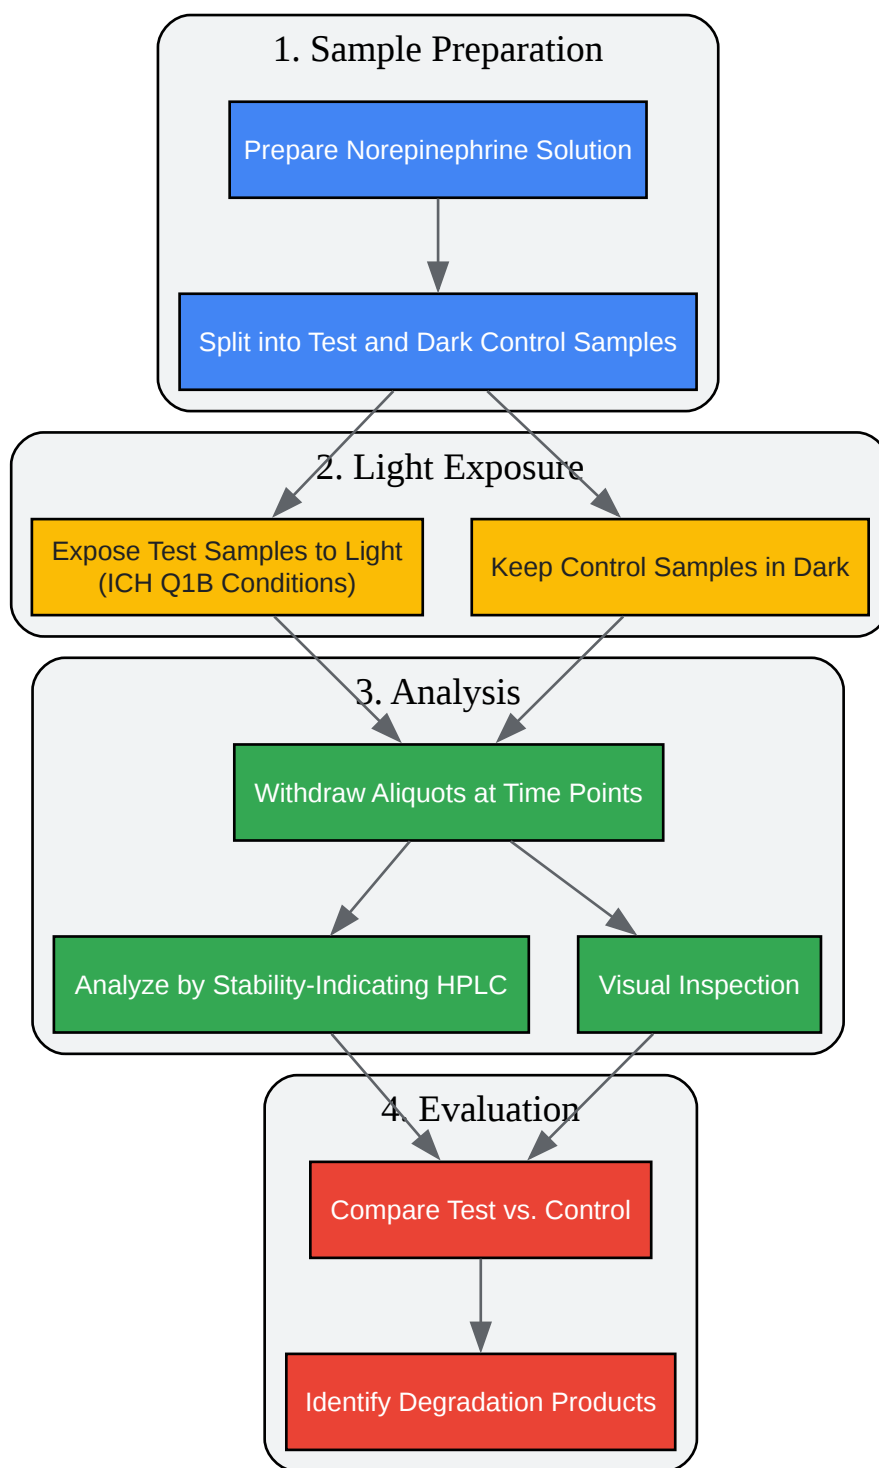 1. Sample Preparation
Prepare Norepinephrine Solution
Split into Test and Dark Control Samples
2. Light Exposure
Expose Test Samples to Light
(ICH Q1B Conditions)
Keep Control Samples in Dark
3. Analysis
Withdraw Aliquots at Time Points
Analyze by Stability-Indicating HPLC
Visual Inspection
4. Evaluation
Compare Test vs. Control
Identify Degradation Products